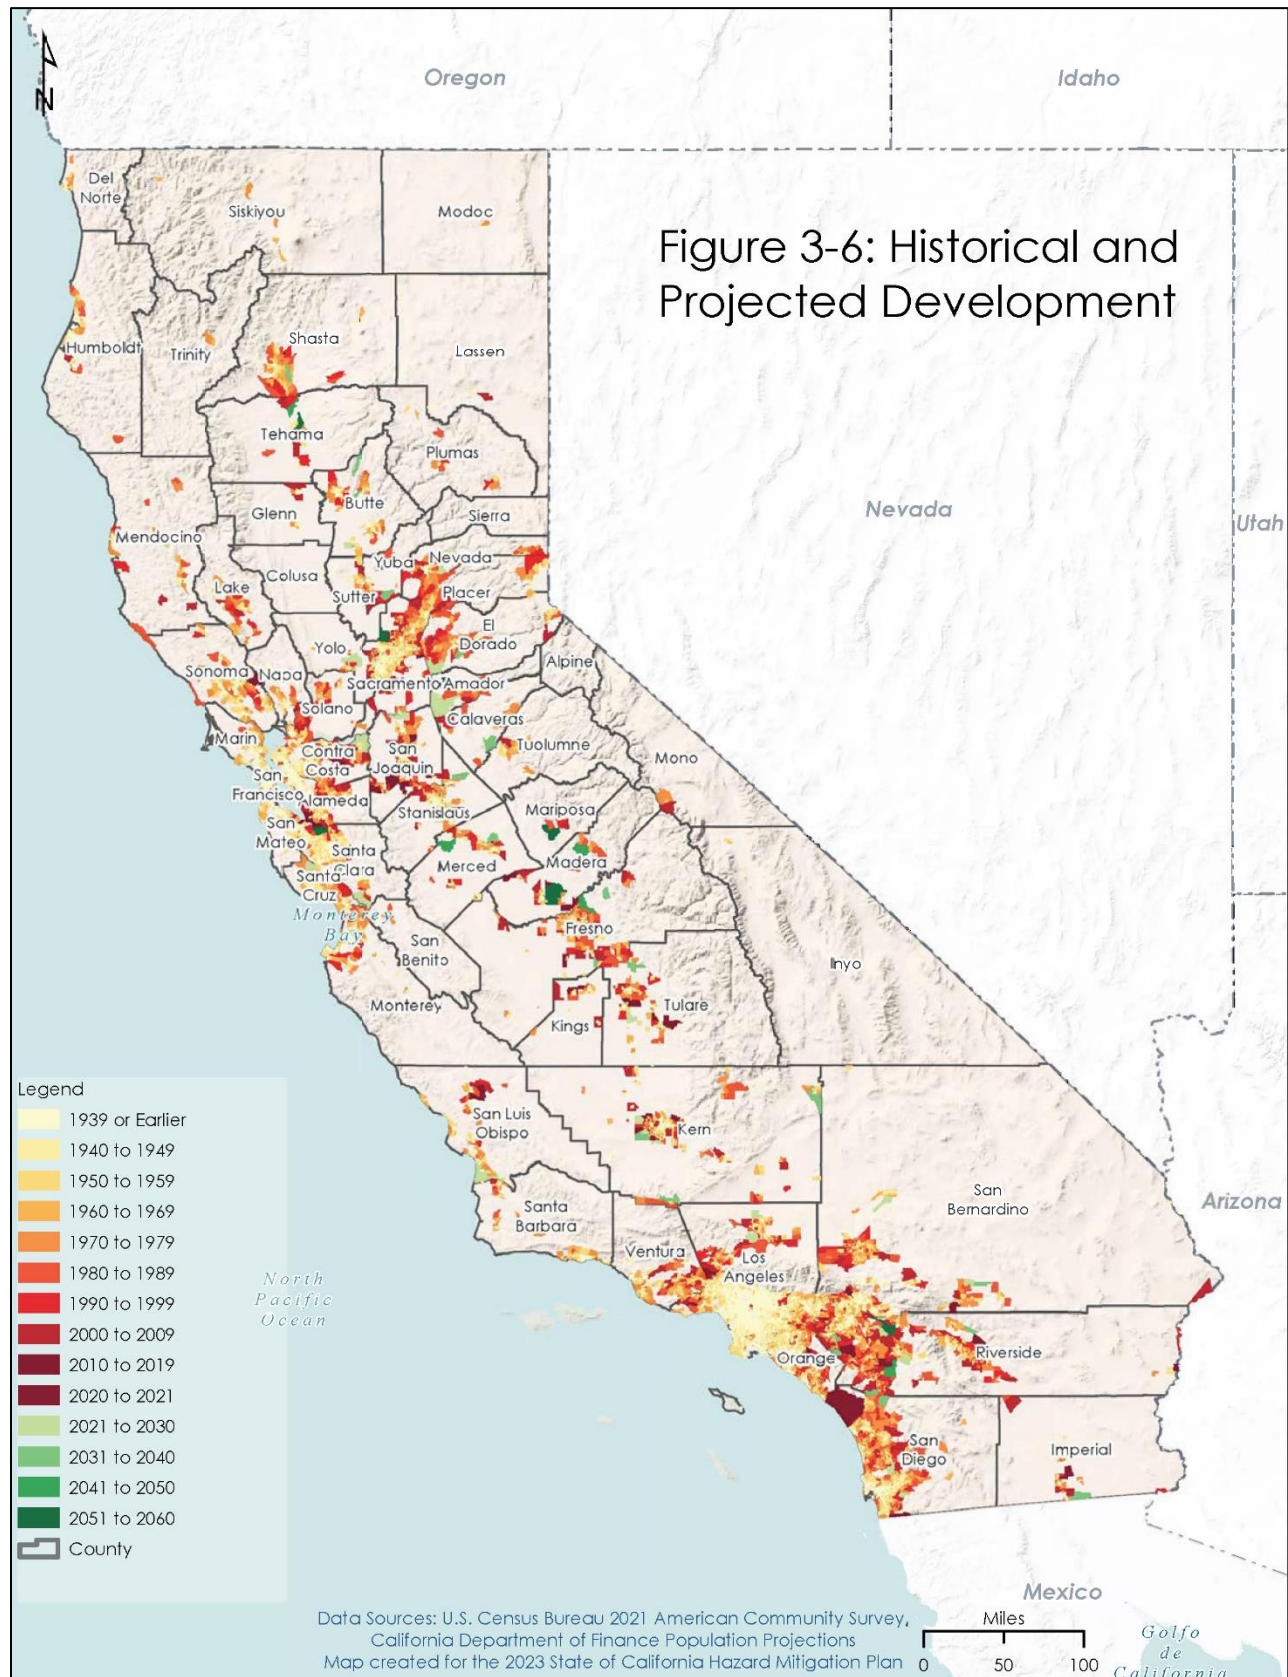 N
Oregon
Idaho
Del
Norte
Siskiyou
Modoc
Figure 3-6: Historical and
Projected Development
Humboldt
Trinity
Shasta
Lassen
Tehama
Plumas
Butte
Glenn
Sierra
Nevada
Utah
Mendocino
Colusa
Yuba
Nevada
Lake
Sutter
Placer
El
Dorado
Yolo
Alpine
Sonoma
Napa
Sacramento
Amador
Solano
Calaveras
Marin
Contra
Costa
San
Joaquin
Tuolumne
Mono
San
Francisco
Alameda
Stanislaus
Mariposa
San
Mateo
Santa
Clara
Merced
Madera
Santa
Cruz
Monterey
Bay
Fresno
San
Benito
Inyo
Monterey
Kings
Tulare
Legend
1939 or Earlier
1940 to 1949
1950 to 1959
1960 to 1969
1970 to 1979
1980 to 1989
1990 to 1999
2000 to 2009
2010 to 2019
2020 to 2021
2021 to 2030
2031 to 2040
2041 to 2050
2051 to 2060
County
San Luis
Obispo
Kern
San
Bernardino
Arizona
Santa
Barbara
Ventura
Los
Angeles
North
Pacific
Ocean
Orange
Riverside
San
Diego
Imperial
Mexico
Data Sources: U.S. Census Bureau 2021 American Community Survey,
California Department of Finance Population Projections
Map created for the 2023 State of California Hazard Mitigation Plan
Miles
0 50 100
Golfo
de
California